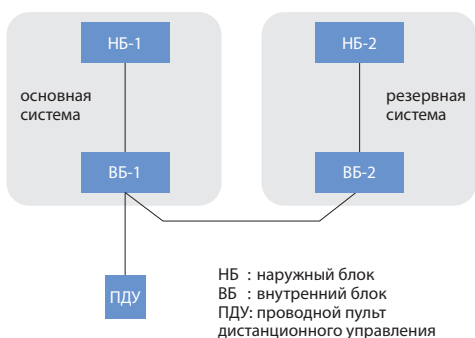 НБ-1
НБ-2
основная
система
резервная
система
ВБ-1
ВБ-2
ПДУ
НБ : наружный блок
ВБ : внутренний блок
ПДУ: проводной пульт
дистанционного управления